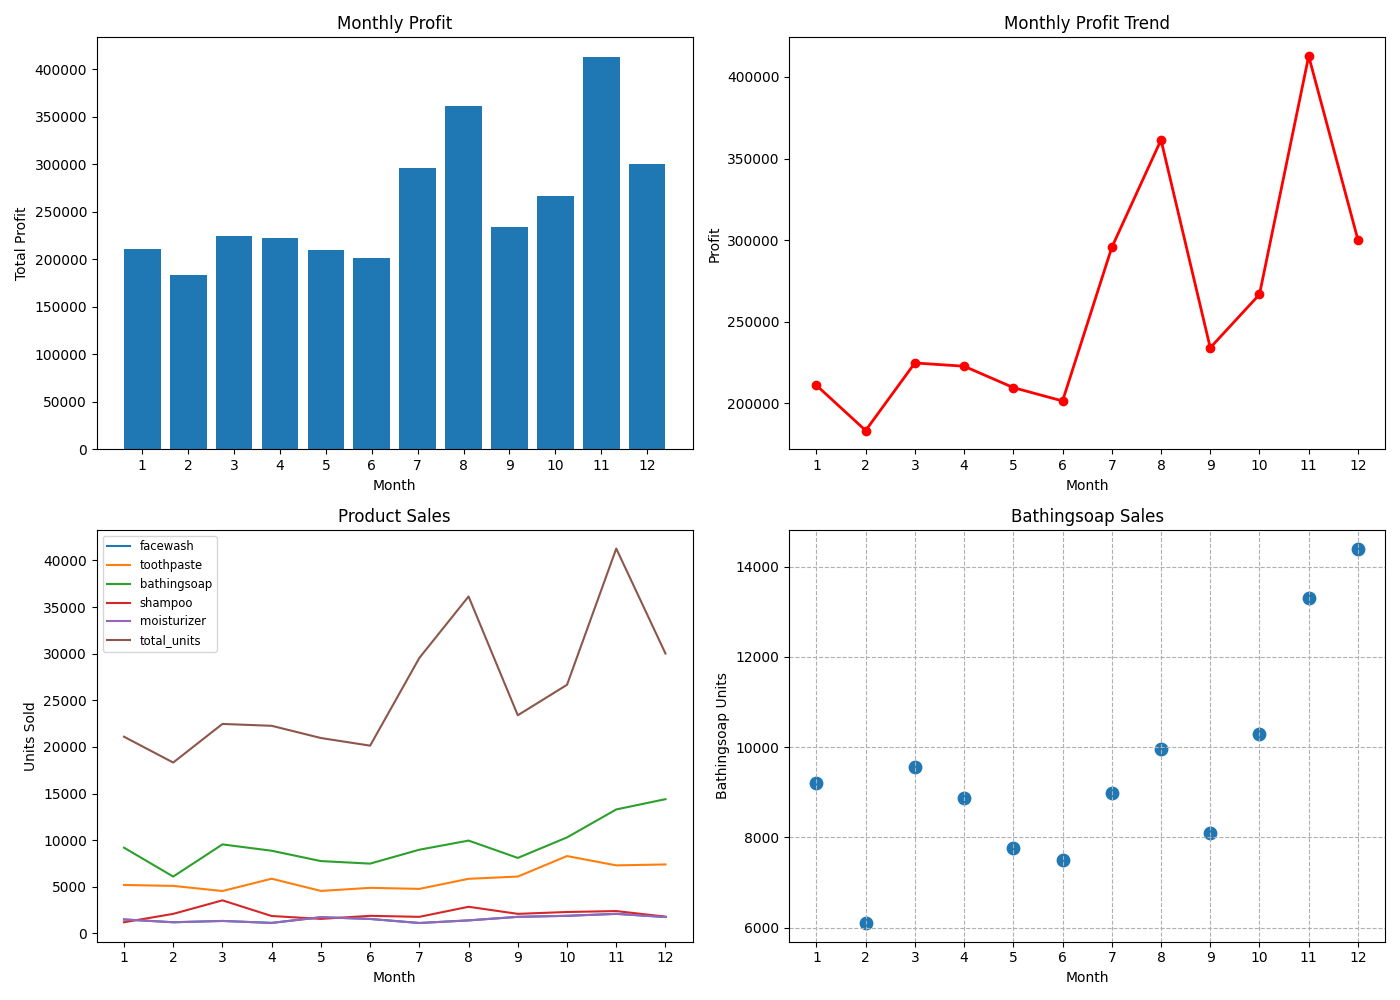 Monthly Profit
400000
350000
300000
250000
200000
150000
100000
50000
0
Total Profit
1 2 3 4 5 6 7 8 9 10 11 12
Month
Monthly Profit Trend
400000
350000
300000
250000
200000
Profit
1 2 3 4 5 6 7 8 9 10 11 12
Month
Product Sales
facewash
toothpaste
bathingsoap
shampoo
moisturizer
total_units
40000
35000
30000
25000
20000
15000
10000
5000
0
Units Sold
1 2 3 4 5 6 7 8 9 10 11 12
Month
Bathingsoap Sales
14000
12000
10000
8000
6000
Bathingsoap Units
1 2 3 4 5 6 7 8 9 10 11 12
Month